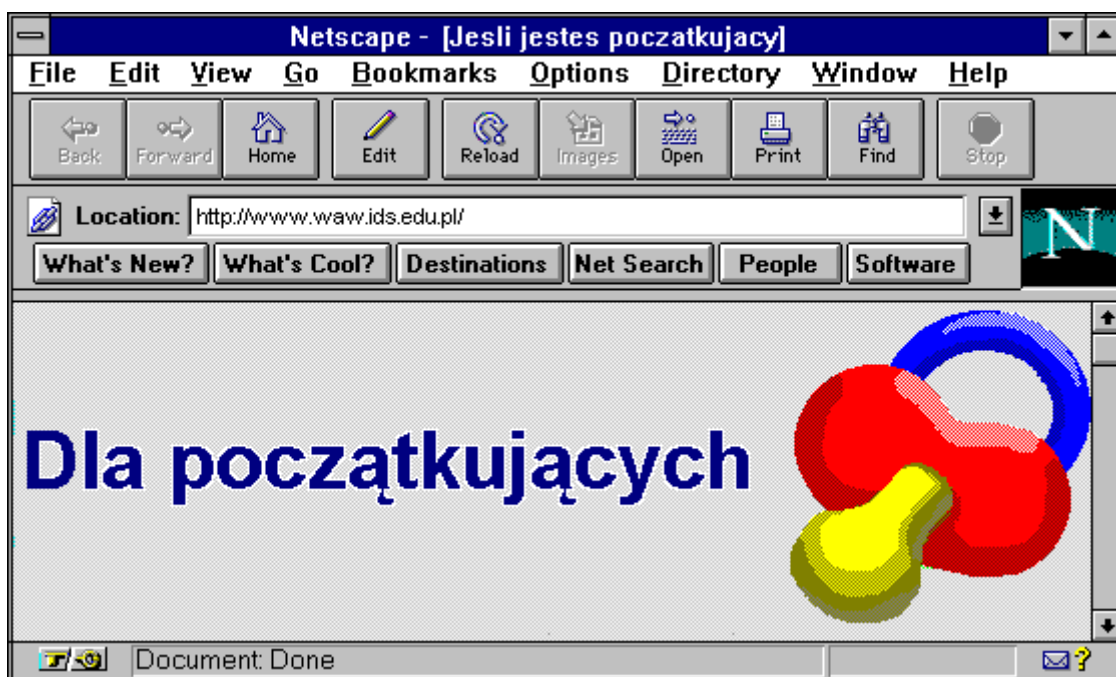 Netscape - [Jesli jestes poczatkujacy]
File Edit View Go Bookmarks Options Directory Window Help
Back Forward Home Edit Reload Images Open Print Find Stop
Location: http://www.waw.ids.edu.pl/
N
What's New? What's Cool? Destinations Net Search People Software
Dla początkujących
Document: Done